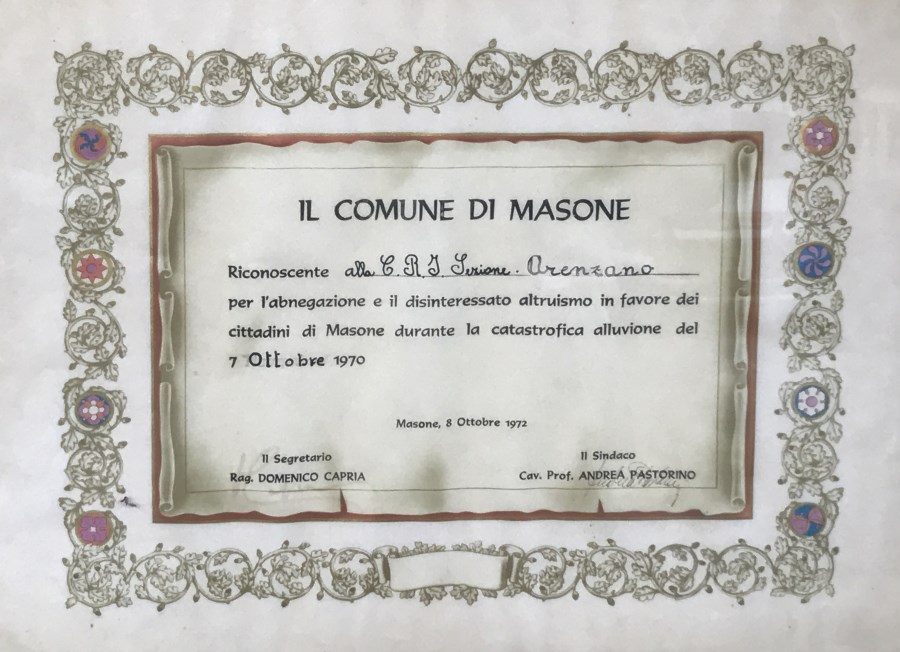 IL COMUNE DI MASONE
Riconoscente alla C. R. I. Sezione. Arenzano
per l'abnegazione e il disinteressato altruismo in favore dei
cittadini di Masone durante la catastrofica alluvione del
7 Ottobre 1970
Masone, 8 Ottobre 1972
Il Segretario
Rag. DOMENICO CAPRIA
Il Sindaco
Cav. Prof. ANDREA PASTORINO